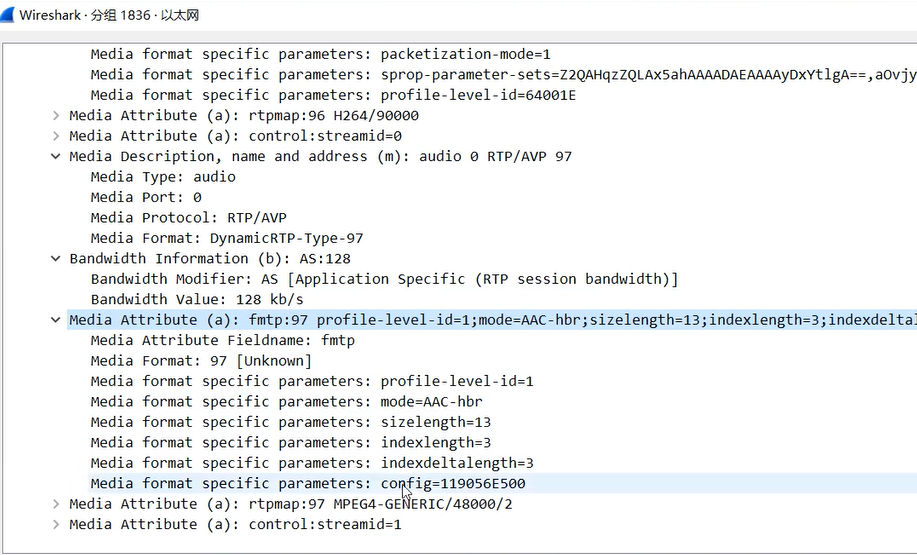 Wireshark · 分组 1836 · 以太网
Media format specific parameters: packetization-mode=1
Media format specific parameters: sprop-parameter-sets=Z2QAHqzZQLAx5ahAAAADAEAAAAyDxYtlgA==,aOvjy
Media format specific parameters: profile-level-id=64001E
Media Attribute (a): rtpmap:96 H264/90000
Media Attribute (a): control:streamid=0
Media Description, name and address (m): audio 0 RTP/AVP 97
Media Type: audio
Media Port: 0
Media Protocol: RTP/AVP
Media Format: DynamicRTP-Type-97
Bandwidth Information (b): AS:128
Bandwidth Modifier: AS [Application Specific (RTP session bandwidth)]
Bandwidth Value: 128 kb/s
Media Attribute (a): fmtp:97 profile-level-id=1;mode=AAC-hbr;sizelength=13;indexlength=3;indexdeltal
Media Attribute Fieldname: fmtp
Media Format: 97 [Unknown]
Media format specific parameters: profile-level-id=1
Media format specific parameters: mode=AAC-hbr
Media format specific parameters: sizelength=13
Media format specific parameters: indexlength=3
Media format specific parameters: indexdeltalength=3
Media format specific parameters: config=119056E500
Media Attribute (a): rtpmap:97 MPEG4-GENERIC/48000/2
Media Attribute (a): control:streamid=1